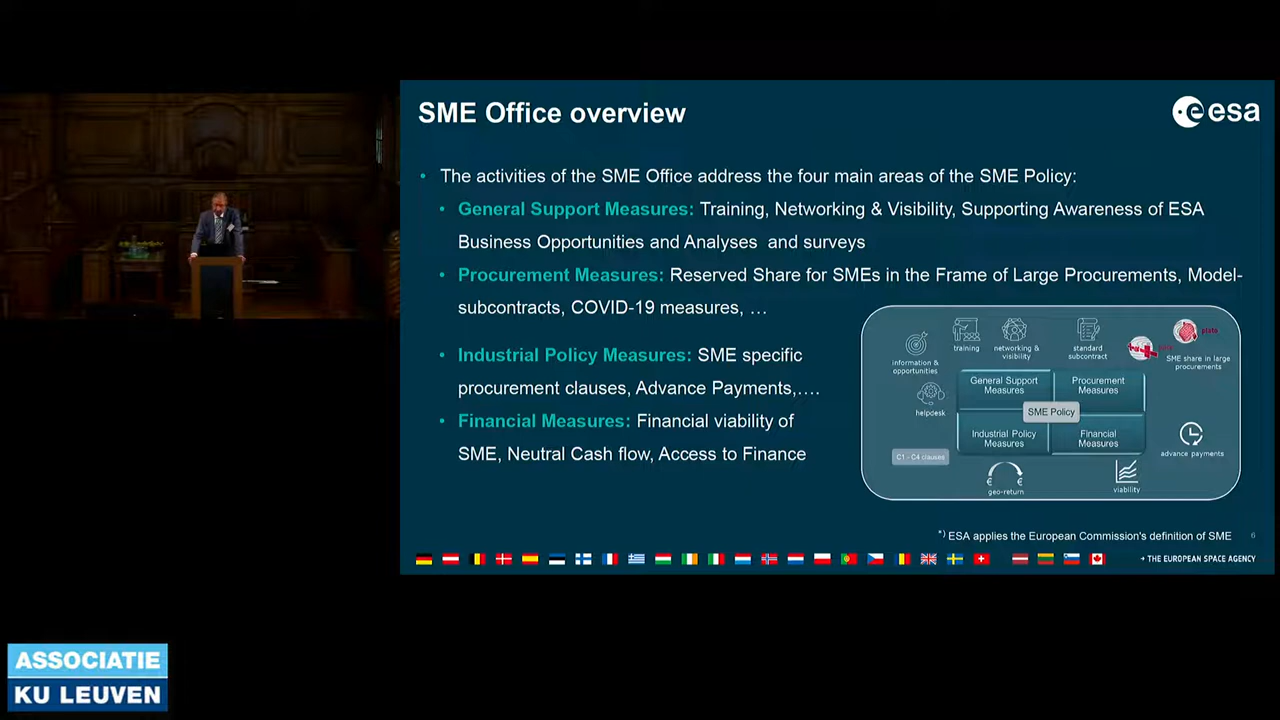 SME Office overview
esa
• The activities of the SME Office address the four main areas of the SME Policy:
• General Support Measures: Training, Networking & Visibility, Supporting Awareness of ESA
Business Opportunities and Analyses and surveys
• Procurement Measures: Reserved Share for SMEs in the Frame of Large Procurements, Model-
subcontracts, COVID-19 measures, …
• Industrial Policy Measures: SME specific
procurement clauses, Advance Payments,….
• Financial Measures: Financial viability of
SME, Neutral Cash flow, Access to Finance
information &
opportunities
training
networking &
visibility
standard
subcontract
plato
SME share in large
procurements
helpdesk
General Support
Measures
Procurement
Measures
SME Policy
Industrial Policy
Measures
Financial
Measures
C1 - C4 clauses
geo-return
viability
advance payments
*) ESA applies the European Commission's definition of SME
6
→ THE EUROPEAN SPACE AGENCY
ASSOCIATIE
KU LEUVEN